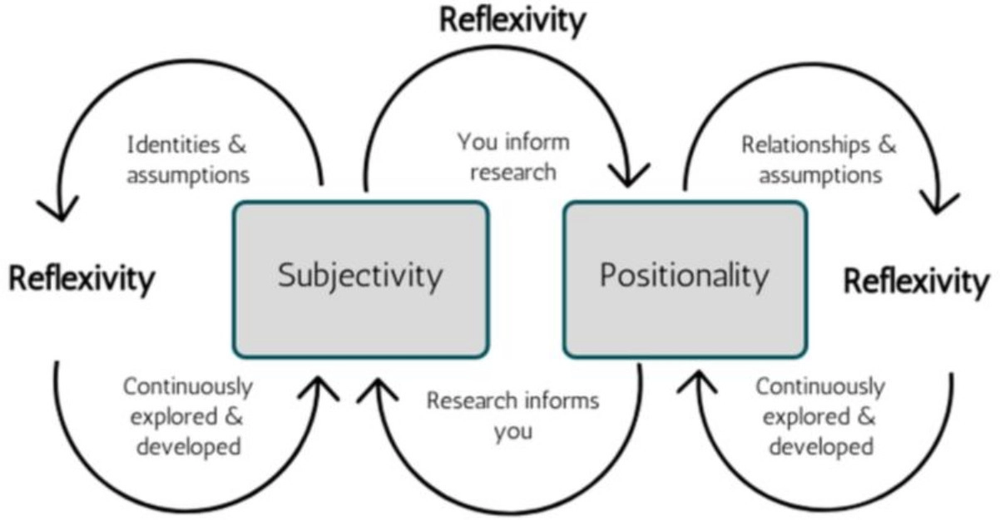 Reflexivity
Identities &
assumptions
You inform
research
Relationships &
assumptions
Reflexivity
Subjectivity
Positionality
Reflexivity
Continuously
explored &
developed
Research informs
you
Continuously
explored &
developed